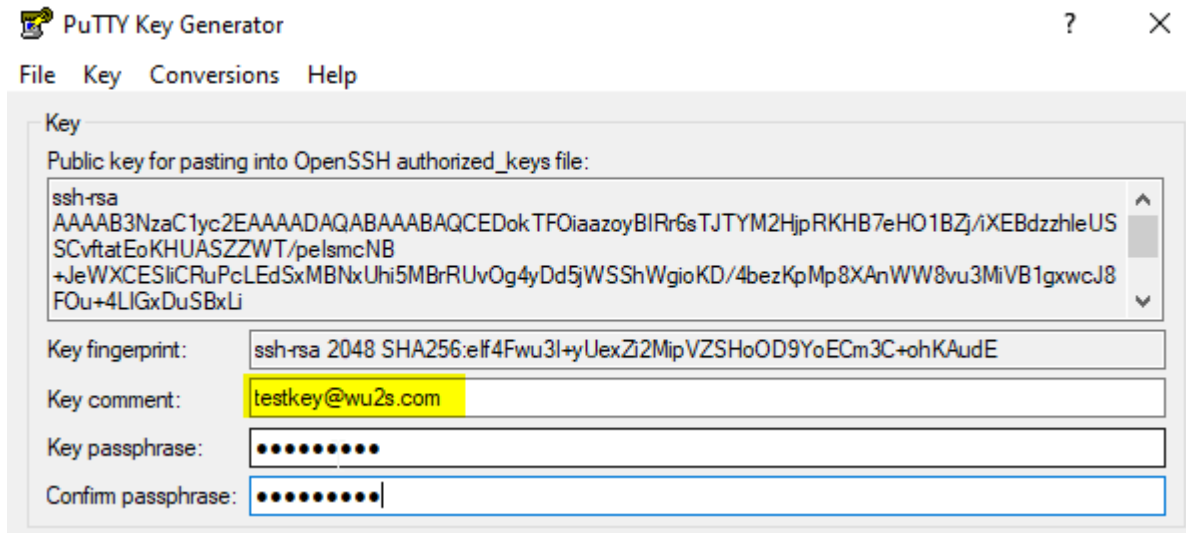 PuTTY Key Generator ?
File Key Conversions Help
Key
Public key for pasting into OpenSSH authorized_keys file:
ssh-rsa
AAAAB3NzaC1yc2EAAAADAQABAAABAQCEDokTFOiaazoyBIRr6sTJTYM2HjpRKHB7eHO1BZj/iXEBdzzhleUS
SCvftatEoKHUASZZWT/pelsmcNB
+JeWXCESliCRuPcLEdSxMBNxUhi5MBrRUvOg4yDd5jWSShWgioKD/4bezKpMp8XAnWW8vu3MiVB1gxwcJ8
FOu+4LlGxDuSBxLi
Key fingerprint: ssh-rsa 2048 SHA256:elf4Fwu3I+yUexZi2MipVZSHoOD9YoECm3C+ohKAudE
Key comment: testkey@wu2s.com
Key passphrase: •••••••••
Confirm passphrase: •••••••••